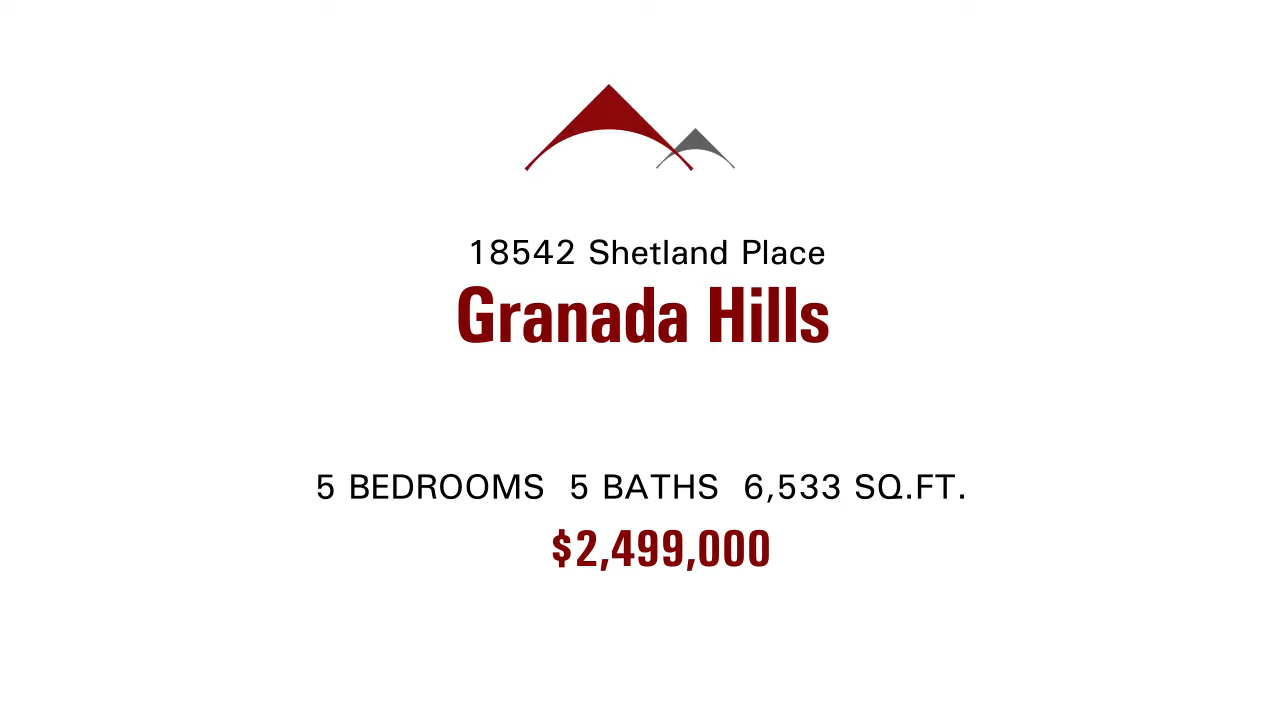 18542 Shetland Place
Granada Hills
5 BEDROOMS 5 BATHS 6,533 SQ.FT.
$2,499,000